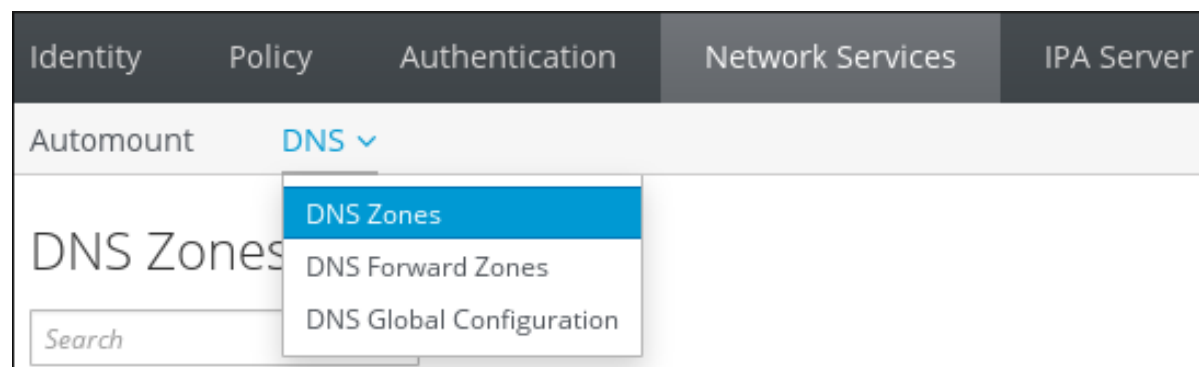 Identity Policy Authentication Network Services IPA Server
Automount DNS
DNS Zones
DNS Zones
DNS Forward Zones
DNS Global Configuration
Search